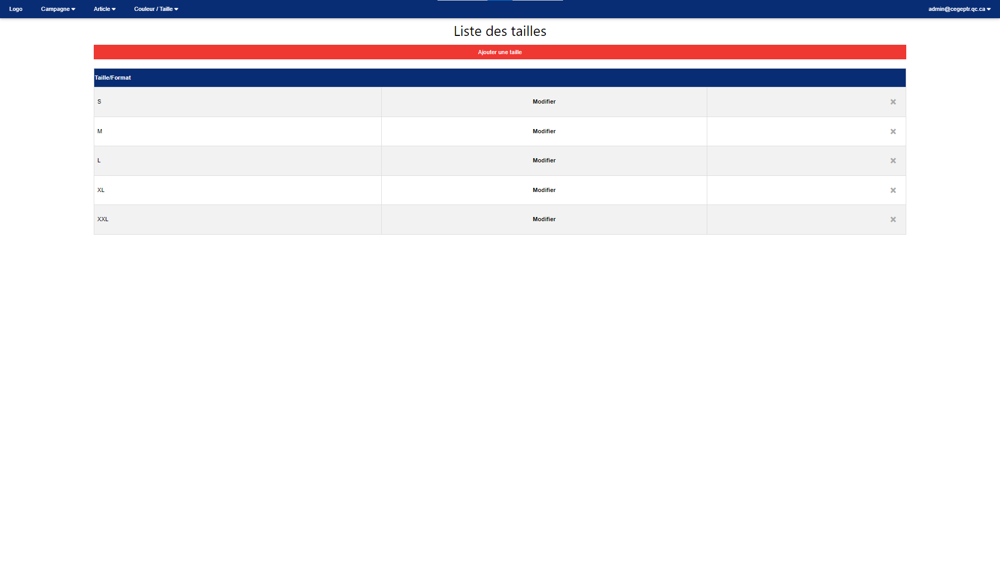 Logo Campagne Article Couleur / Taille admin@cegeptr.qc.ca
Liste des tailles
Ajouter une taille
Taille/Format
S Modifier
M Modifier
L Modifier
XL Modifier
XXL Modifier